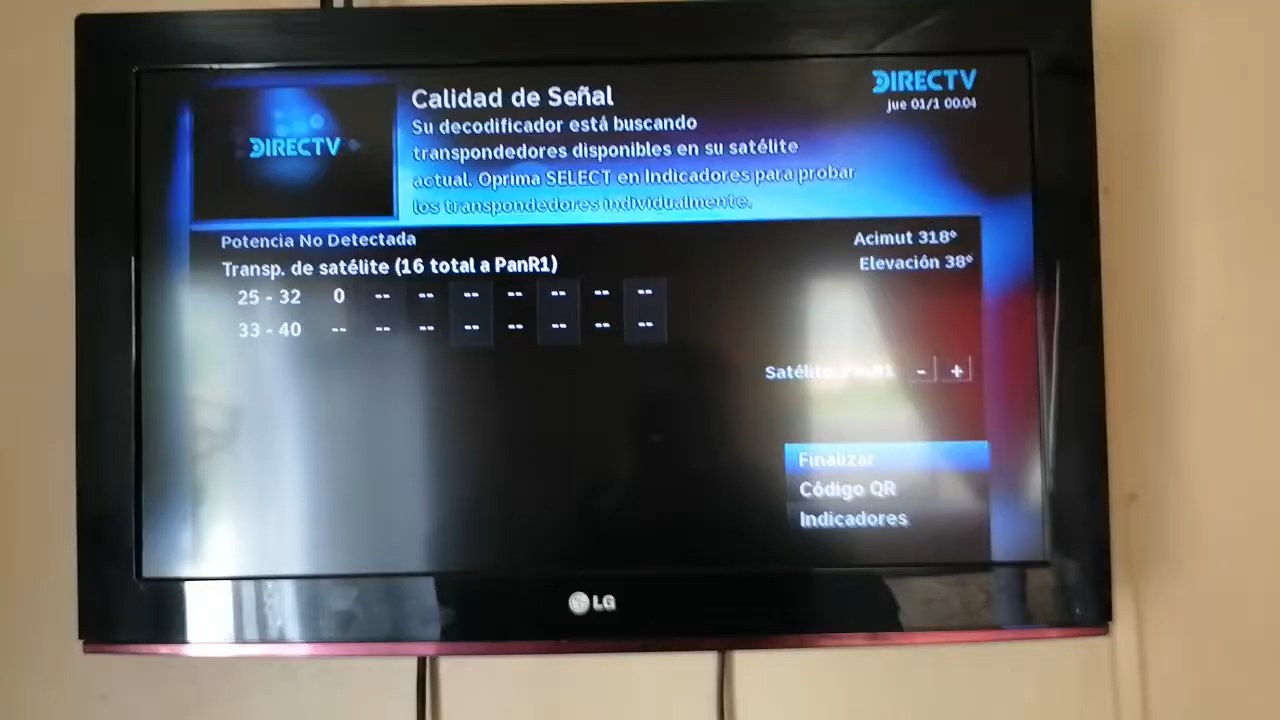 DIRECTV
jue 01/1 00:04
DIRECTV
Calidad de Señal
Su decodificador está buscando
transpondedores disponibles en su satélite
actual. Oprima SELECT en Indicadores para probar
los transpondedores individualmente.
Potencia No Detectada
Acimut 318°
Transp. de satélite (16 total a PanR1)
Elevación 38°
25 - 32 0 -- -- -- -- -- -- --
33 - 40 -- -- -- -- -- -- -- --
Satélite PanR1 - +
Finalizar
Código QR
Indicadores
LG